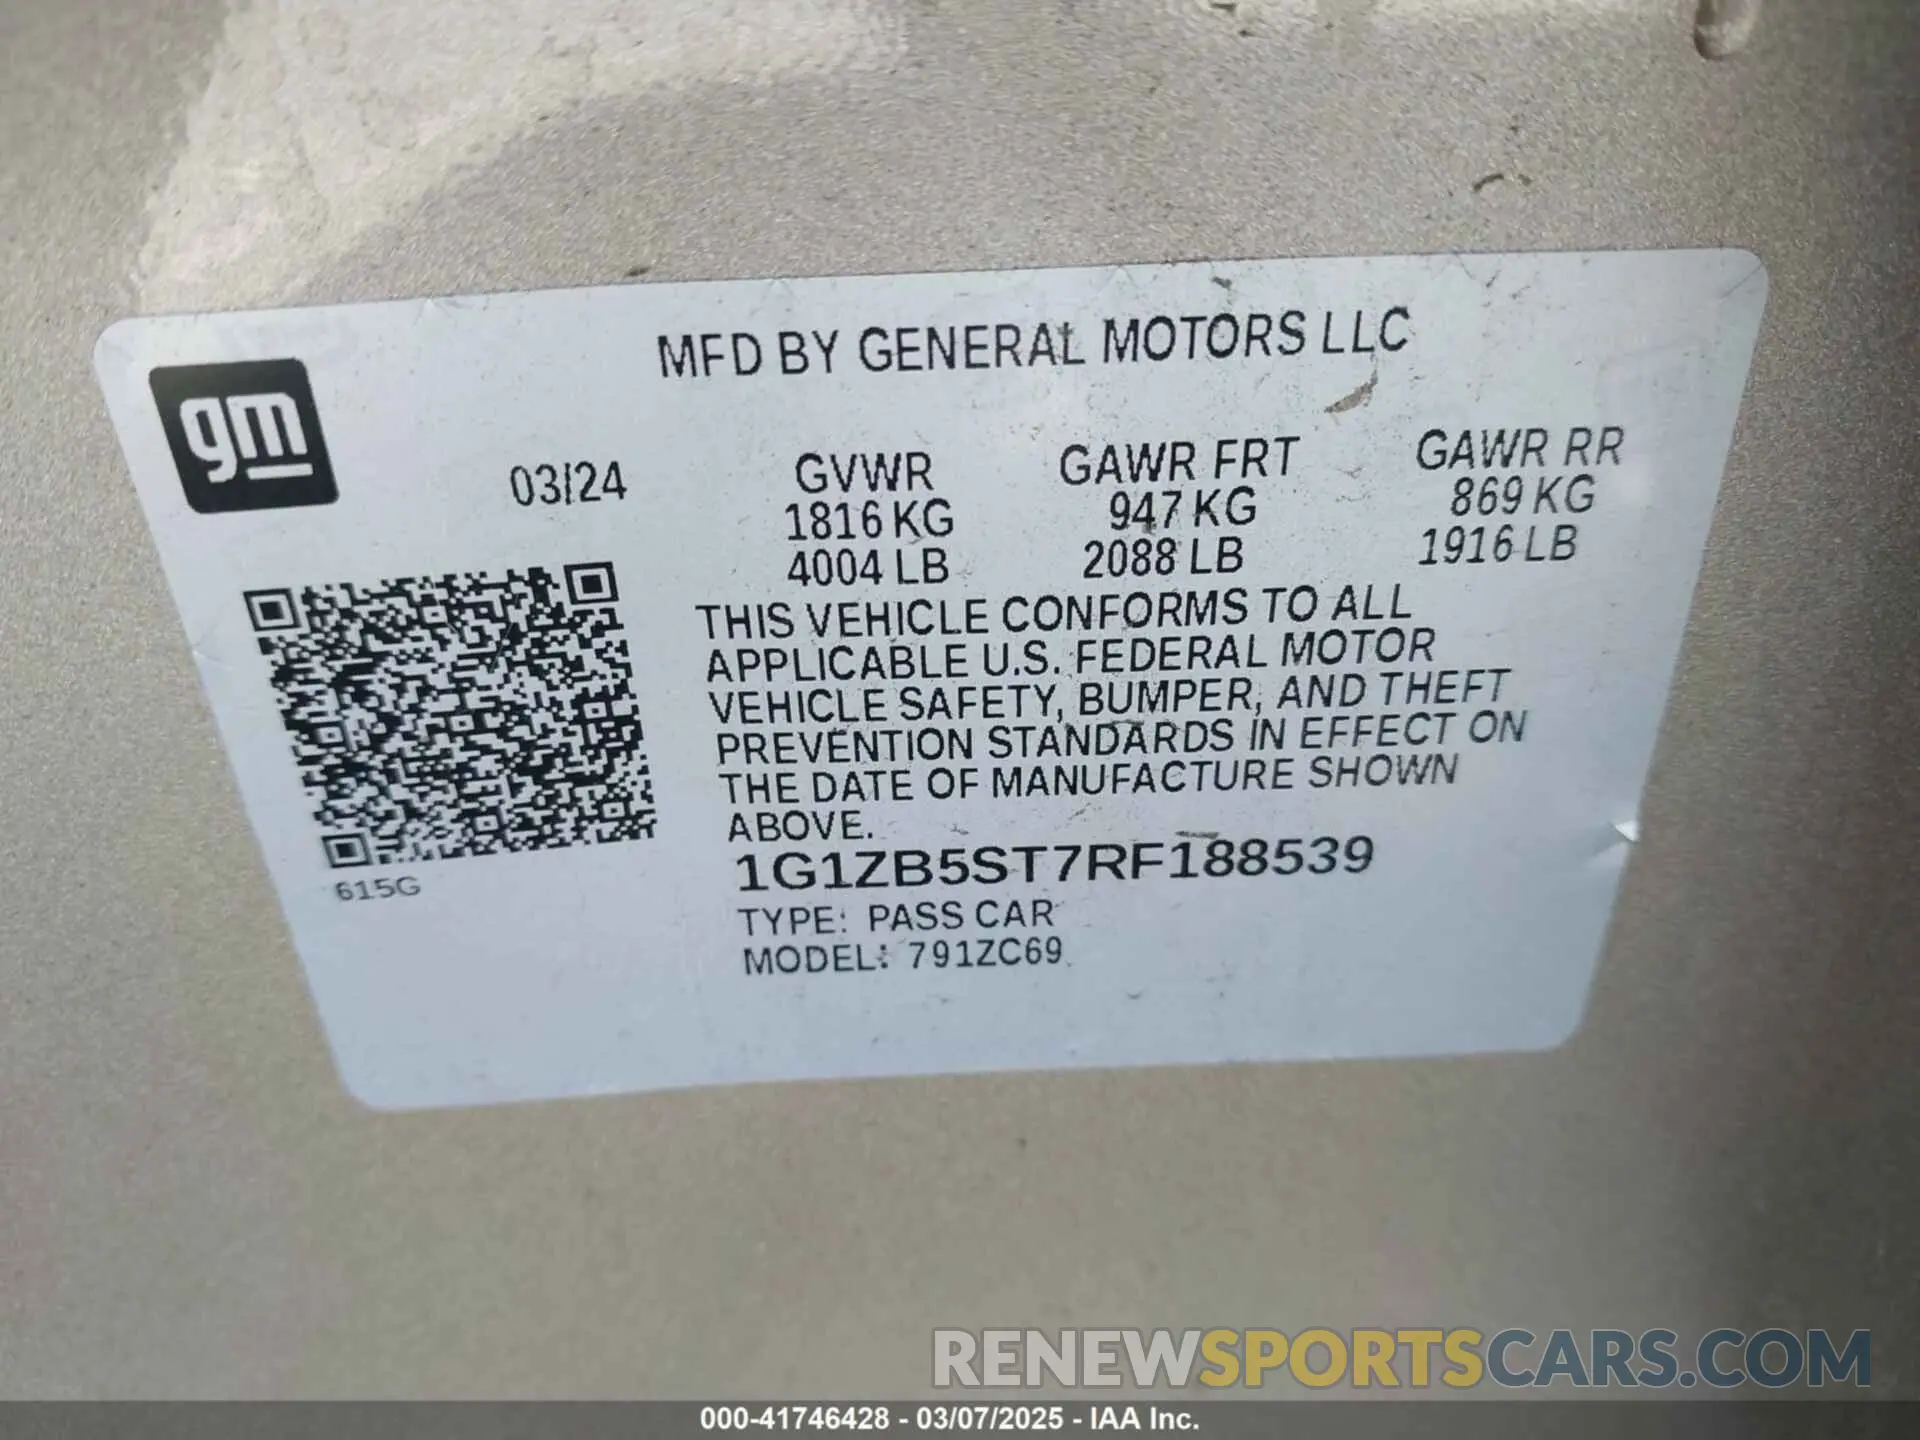 MFD BY GENERAL MOTORS LLC
gm
03/24
GVWR
1816 KG
4004 LB
GAWR FRT
947 KG
2088 LB
GAWR RR
869 KG
1916 LB
THIS VEHICLE CONFORMS TO ALL
APPLICABLE U.S. FEDERAL MOTOR
VEHICLE SAFETY, BUMPER, AND THEFT
PREVENTION STANDARDS IN EFFECT ON
THE DATE OF MANUFACTURE SHOWN
ABOVE.
1G1ZB5ST7RF188539
615G
TYPE: PASS CAR
MODEL: 791ZC69
RENEWSPORTSCARS.COM
000-41746428 - 03/07/2025 - IAA Inc.